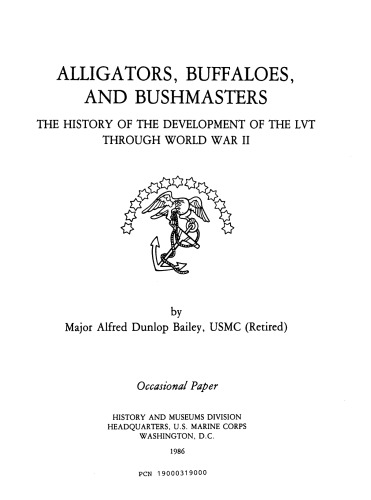 ALLIGATORS, BUFFALOES,
AND BUSHMASTERS
THE HISTORY OF THE DEVELOPMENT OF THE LVT
THROUGH WORLD WAR II
by
Major Alfred Dunlop Bailey, USMC (Retired)
Occasional Paper
HISTORY AND MUSEUMS DIVISION
HEADQUARTERS, U.S. MARINE CORPS
WASHINGTON, D.C.
1986
PCN 19000319000